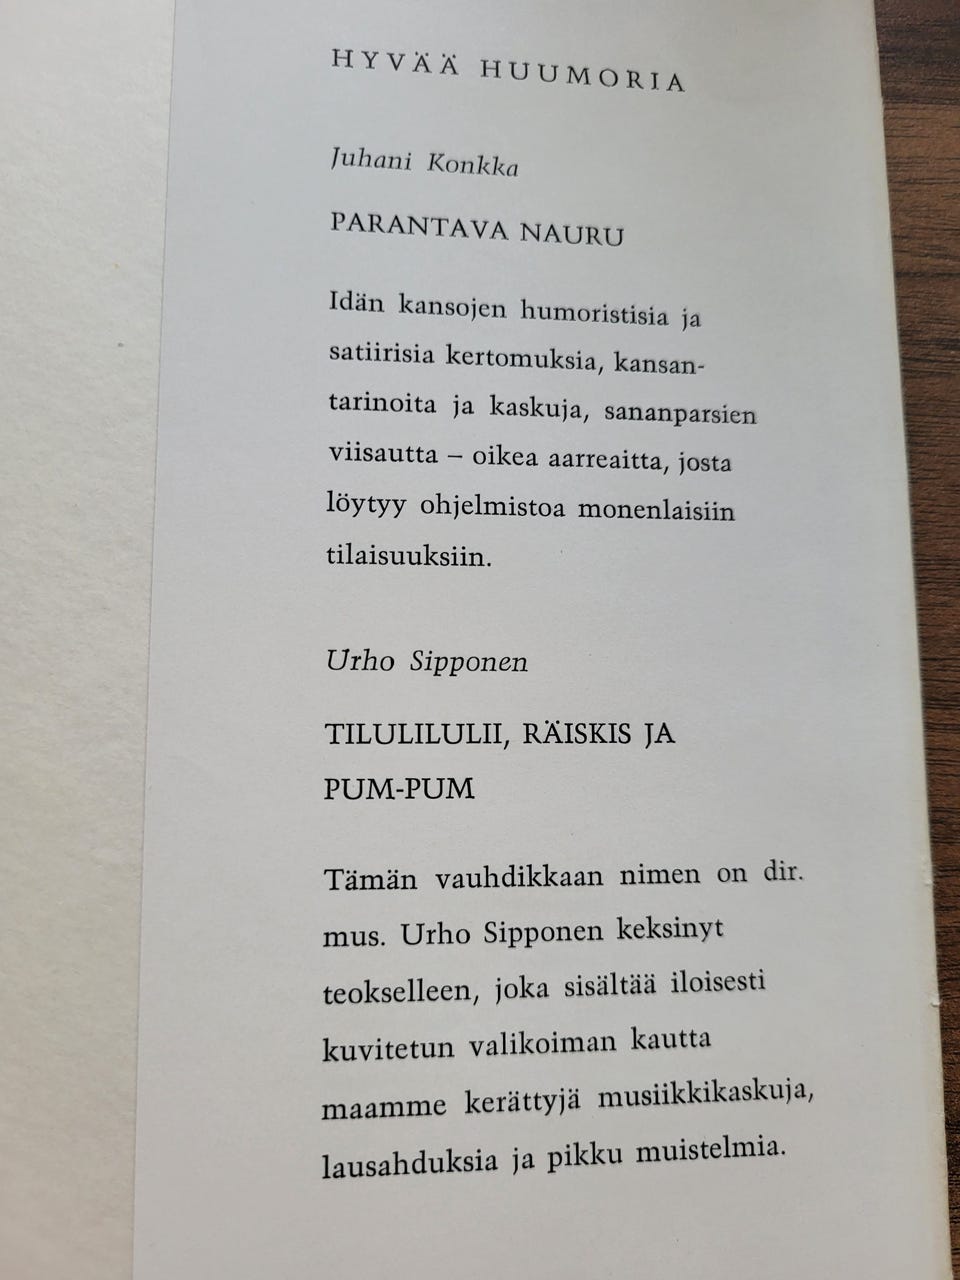 HYVÄÄ HUUMORIA
Juhani Konkka
PARANTAVA NAURU
Idän kansojen humoristisia ja
satiirisia kertomuksia, kansan-
tarinoita ja kaskuja, sananparsien
viisautta – oikea aarreaitta, josta
löytyy ohjelmistoa monenlaisiin
tilaisuuksiin.
Urho Sipponen
TILULILULII, RÄISKIS JA
PUM-PUM
Tämän vauhdikkaan nimen on dir.
mus. Urho Sipponen keksinyt
teokselleen, joka sisältää iloisesti
kuvitetun valikoiman kautta
maamme kerättyjä musiikkikaskuja,
lausahduksia ja pikku muistelmia.